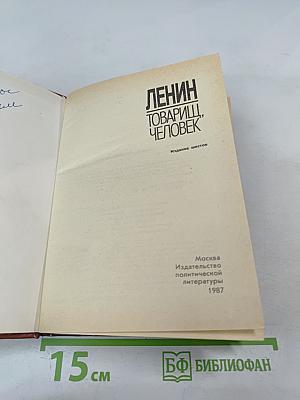 ЛЕНИН
ТОВАРИЩ,
ЧЕЛОВЕК
Издание шестое
Москва
Издательство
политической
литературы
1987
15 см
БФ БИБЛИОФАН